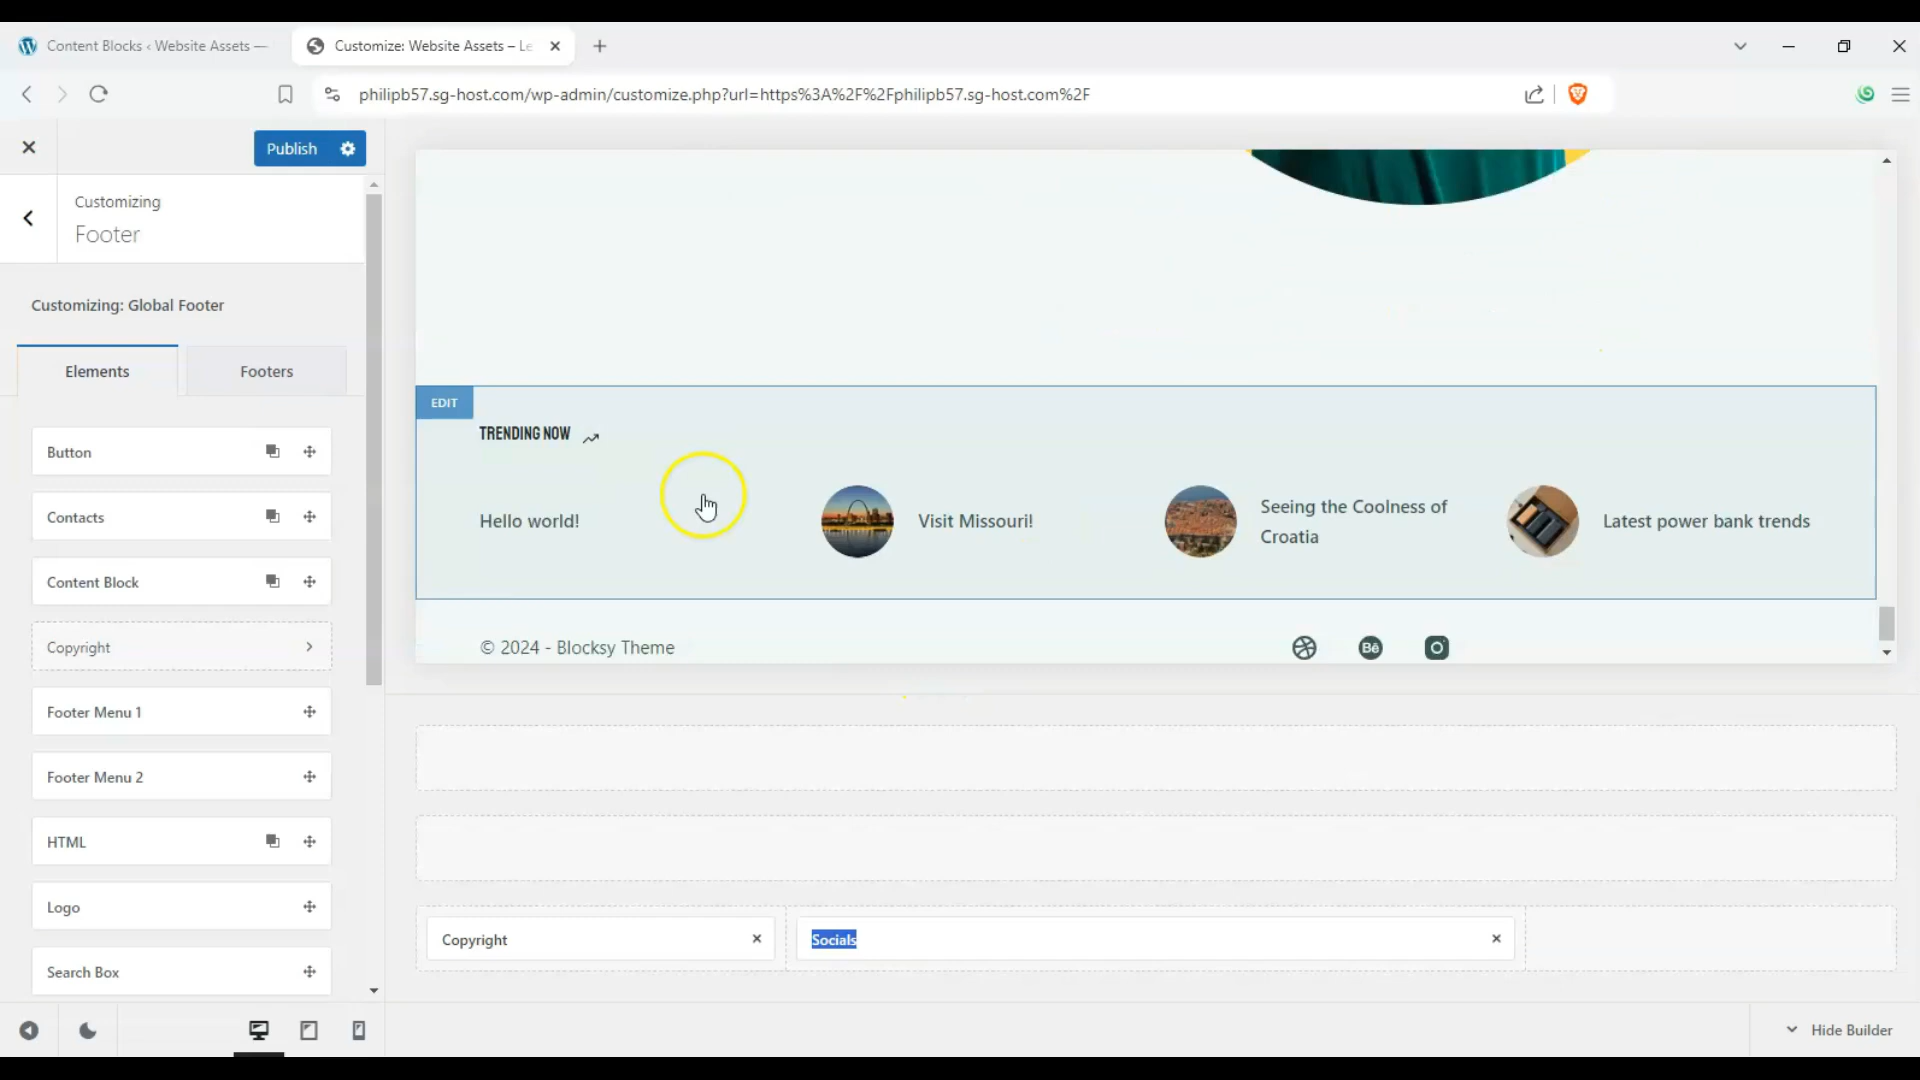 Content Blocks ‹ Website Assets —
Customize: Website Assets – Le
philipb57.sg-host.com/wp-admin/customize.php?url=https%3A%2F%2Fphilipb57.sg-host.com%2F
Publish
Customizing
Footer
Customizing: Global Footer
Elements
Footers
Button
Contacts
Content Block
Copyright
Footer Menu 1
Footer Menu 2
HTML
Logo
Search Box
EDIT
TRENDING NOW
Hello world!
Visit Missouri!
Seeing the Coolness of
Croatia
Latest power bank trends
© 2024 - Blocksy Theme
Bē
Copyright
Socials
Hide Builder